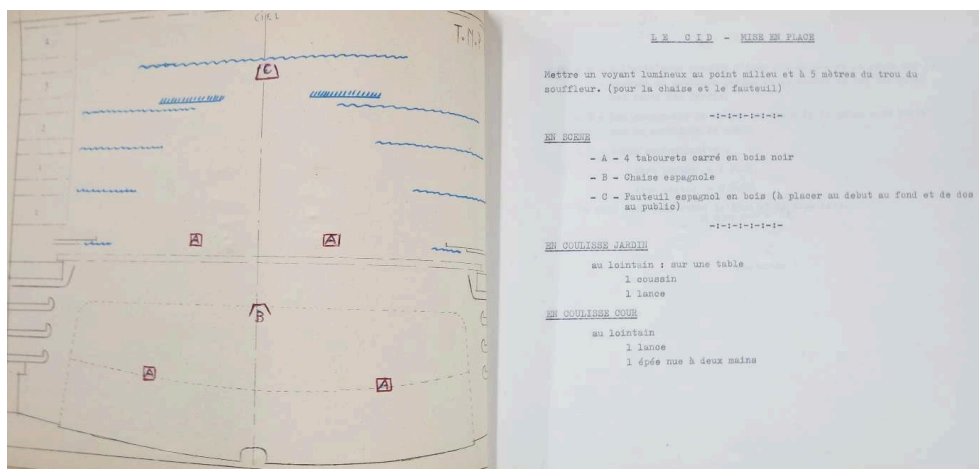 T.N.P
C
A
A
B
A
A
LE CID - MISE EN PLACE
Mettre un voyant lumineux au point milieu et à 5 mètres du trou du
souffleur. (pour la chaise et le fauteuil)
-:-:-:-:-:-:-
EN SCENE
- A - 4 tabourets carré en bois noir
- B - Chaise espagnole
- C - Fauteuil espagnol en bois (à placer au debut au fond et de dos
au public)
-:-:-:-:-:-:-
EN COULISSE JARDIN
au lointain : sur une table
1 coussin
1 lance
EN COULISSE COUR
au lointain
1 lance
1 épée nue à deux mains